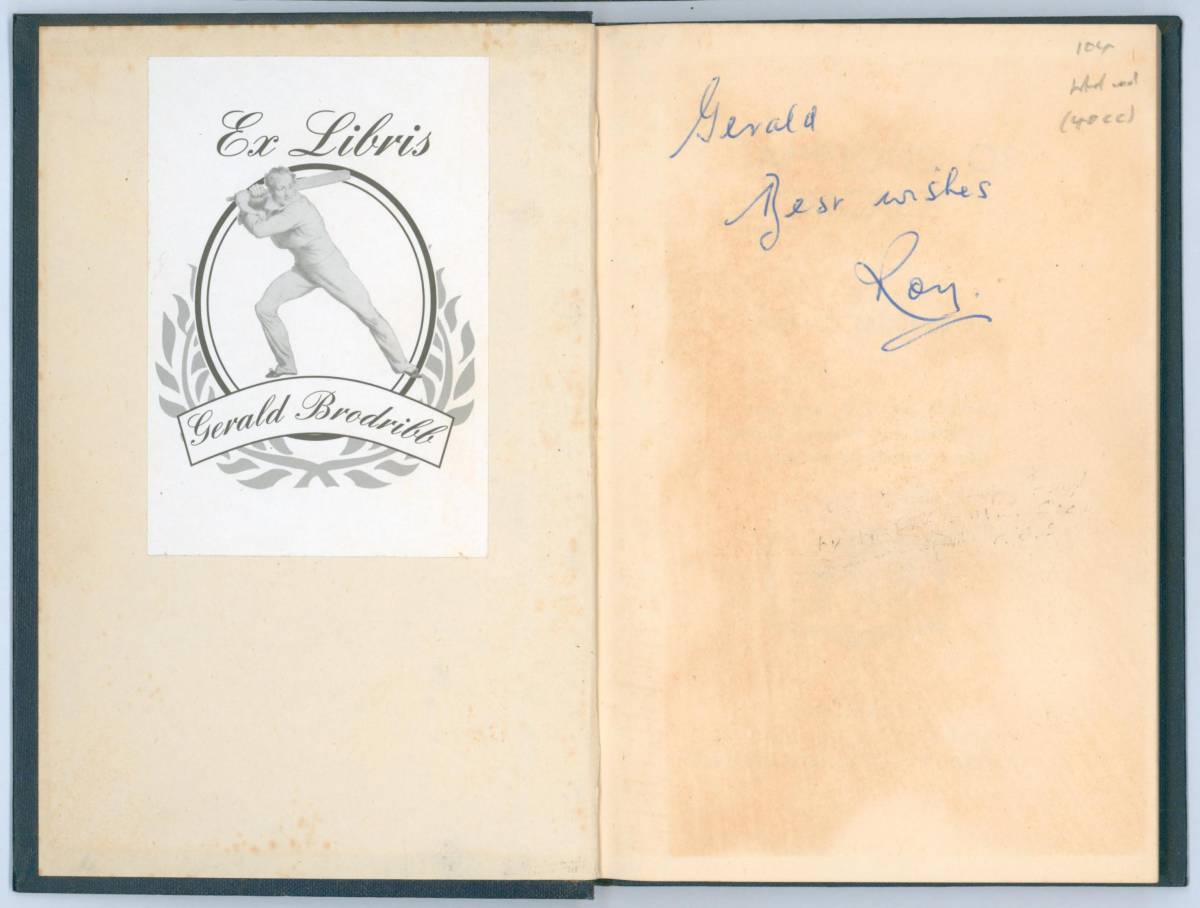 Ex Libris
Gerald Brodribb
Gerald
Best wishes
Roy.
(40cc)